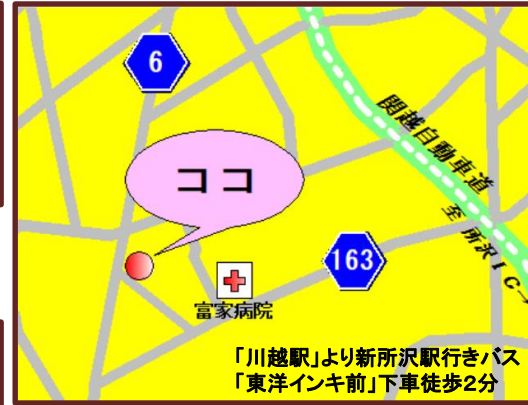 6
関越自動車道
ココ
至 所沢IC→
163
富家病院
「川越駅」より新所沢駅行きバス
「東洋インキ前」下車徒歩2分